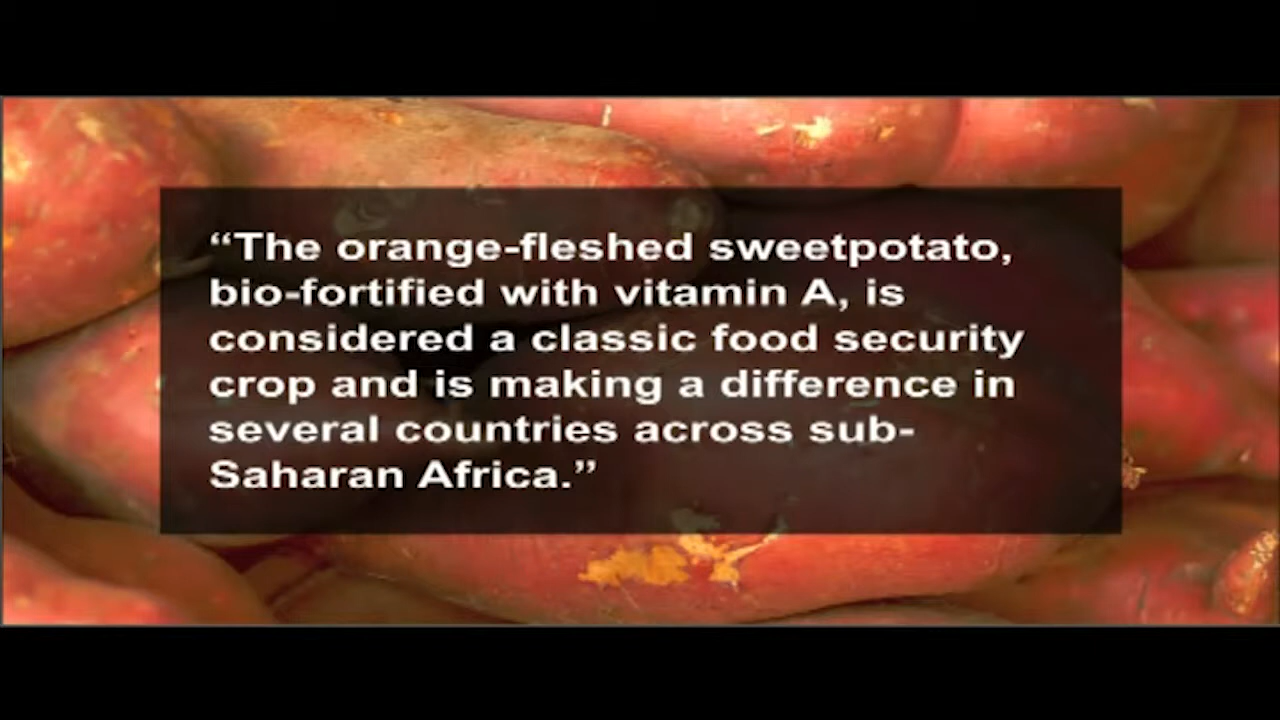 “The orange-fleshed sweetpotato,
bio-fortified with vitamin A, is
considered a classic food security
crop and is making a difference in
several countries across sub-
Saharan Africa.”